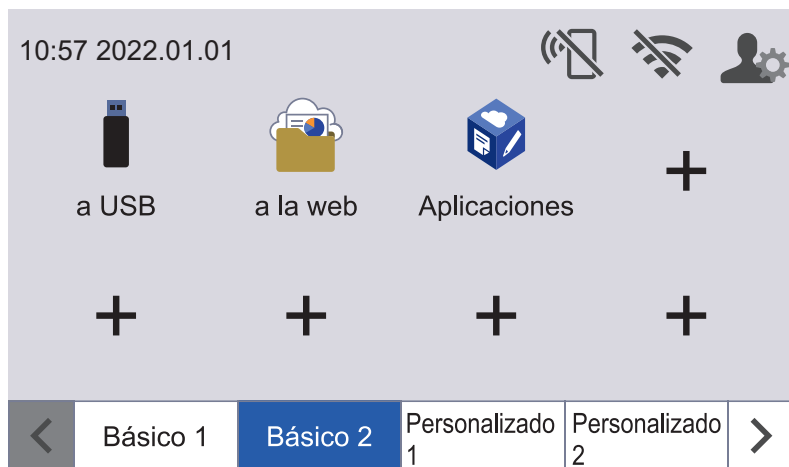 10:57 2022.01.01
a USB
a la web
Aplicaciones
Básico 1
Básico 2
Personalizado
1
Personalizado
2